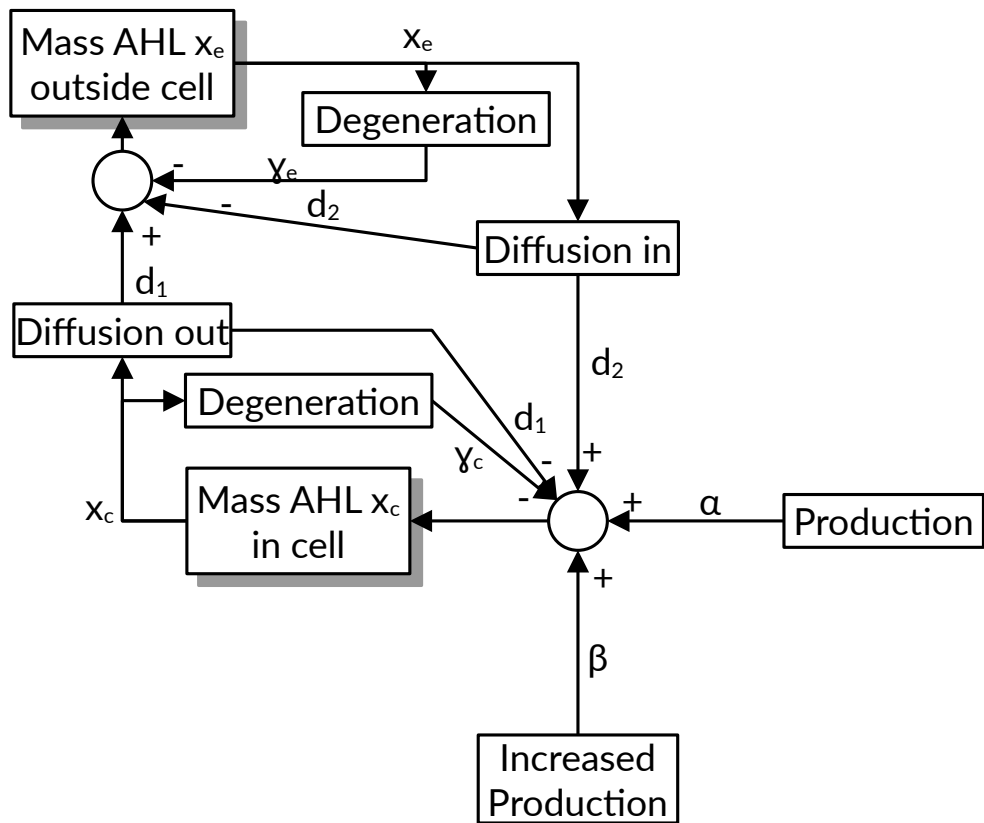 Mass AHL xₑ
outside cell
xₑ
Degeneration
-
ɣₑ
-
d₂
Diffusion in
+
d₁
Diffusion out
d₂
Degeneration
d₁
ɣ꜀
-
+
-
Mass AHL x꜀
in cell
x꜀
+
α
Production
+
β
Increased
Production